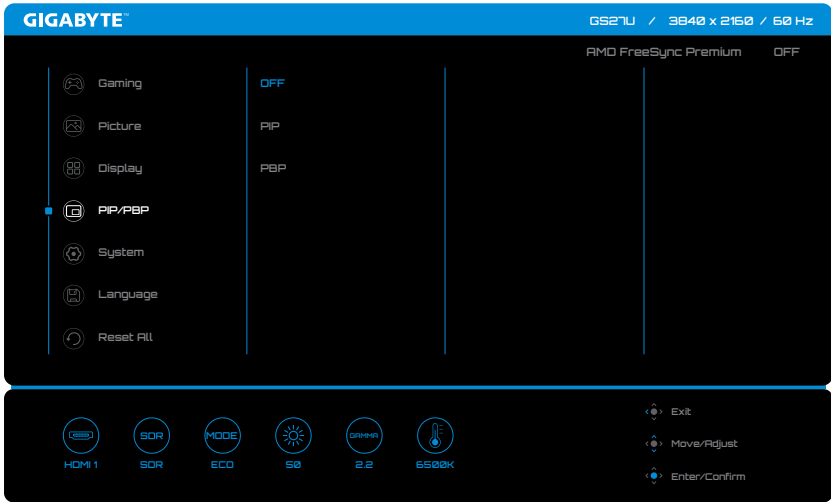 GIGABYTE™ GS27U / 3840 x 2160 / 60 Hz
AMD FreeSync Premium OFF
Gaming OFF
Picture PIP
Display PBP
PIP/PBP
System
Language
Reset All
SDR MODE GAMMA
HDMI 1 SDR ECO 50 2.2 6500K
Exit
Move/Adjust
Enter/Confirm